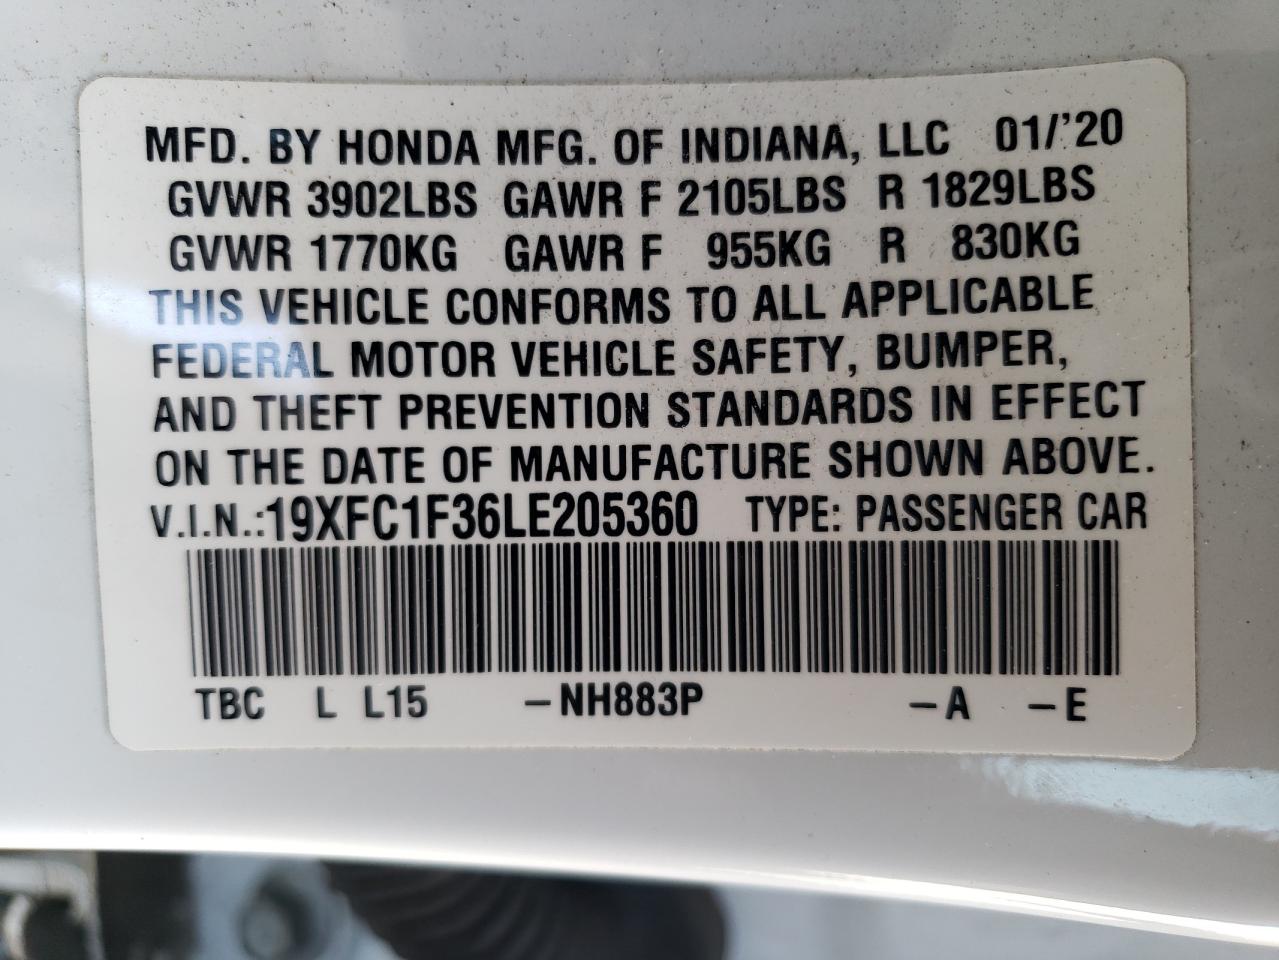 MFD. BY HONDA MFG. OF INDIANA, LLC 01/'20
GVWR 3902LBS GAWR F 2105LBS R 1829LBS
GVWR 1770KG GAWR F 955KG R 830KG
THIS VEHICLE CONFORMS TO ALL APPLICABLE
FEDERAL MOTOR VEHICLE SAFETY, BUMPER,
AND THEFT PREVENTION STANDARDS IN EFFECT
ON THE DATE OF MANUFACTURE SHOWN ABOVE.
V.I.N.:19XFC1F36LE205360 TYPE: PASSENGER CAR
TBC L L15 –NH883P –A –E